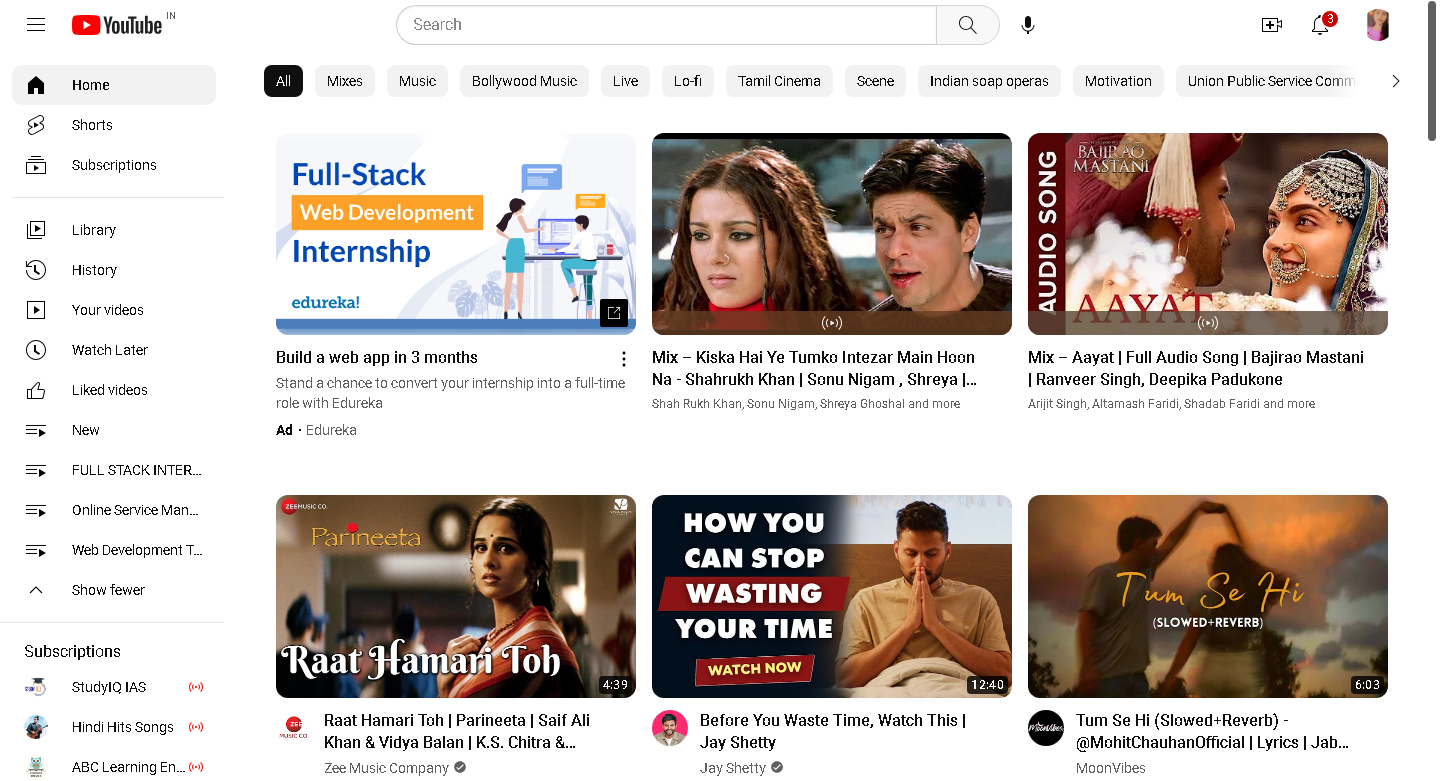 YouTube IN
Search
3
Home
Shorts
Subscriptions
Library
History
Your videos
Watch Later
Liked videos
New
FULL STACK INTER...
Online Service Man...
Web Development T...
Show fewer
Subscriptions
StudyIQ IAS
Hindi Hits Songs
ABC Learning En...
All
Mixes
Music
Bollywood Music
Live
Lo-fi
Tamil Cinema
Scene
Indian soap operas
Motivation
Union Public Service Comm
Full-Stack
Web Development
Internship
edureka!
Build a web app in 3 months
Stand a chance to convert your internship into a full-time
role with Edureka
Ad · Edureka
Mix – Kiska Hai Ye Tumko Intezar Main Hoon
Na - Shahrukh Khan | Sonu Nigam , Shreya |...
Shah Rukh Khan, Sonu Nigam, Shreya Ghoshal and more
AUDIO SONG
BAJIRAO
MASTANI
AAYAT
Mix – Aayat | Full Audio Song | Bajirao Mastani
| Ranveer Singh, Deepika Padukone
Arijit Singh, Altamash Faridi, Shadab Faridi and more
ZEE MUSIC CO.
Parineeta
Raat Hamari Toh
4:39
ZEE
MUSIC CO.
Raat Hamari Toh | Parineeta | Saif Ali
Khan & Vidya Balan | K.S. Chitra &...
Zee Music Company
HOW YOU
CAN STOP
WASTING
YOUR TIME
WATCH NOW
12:40
Before You Waste Time, Watch This |
Jay Shetty
Jay Shetty
Tum Se Hi
(SLOWED+REVERB)
6:03
MoonVibes
Tum Se Hi (Slowed+Reverb) -
@MohitChauhanOfficial | Lyrics | Jab...
MoonVibes